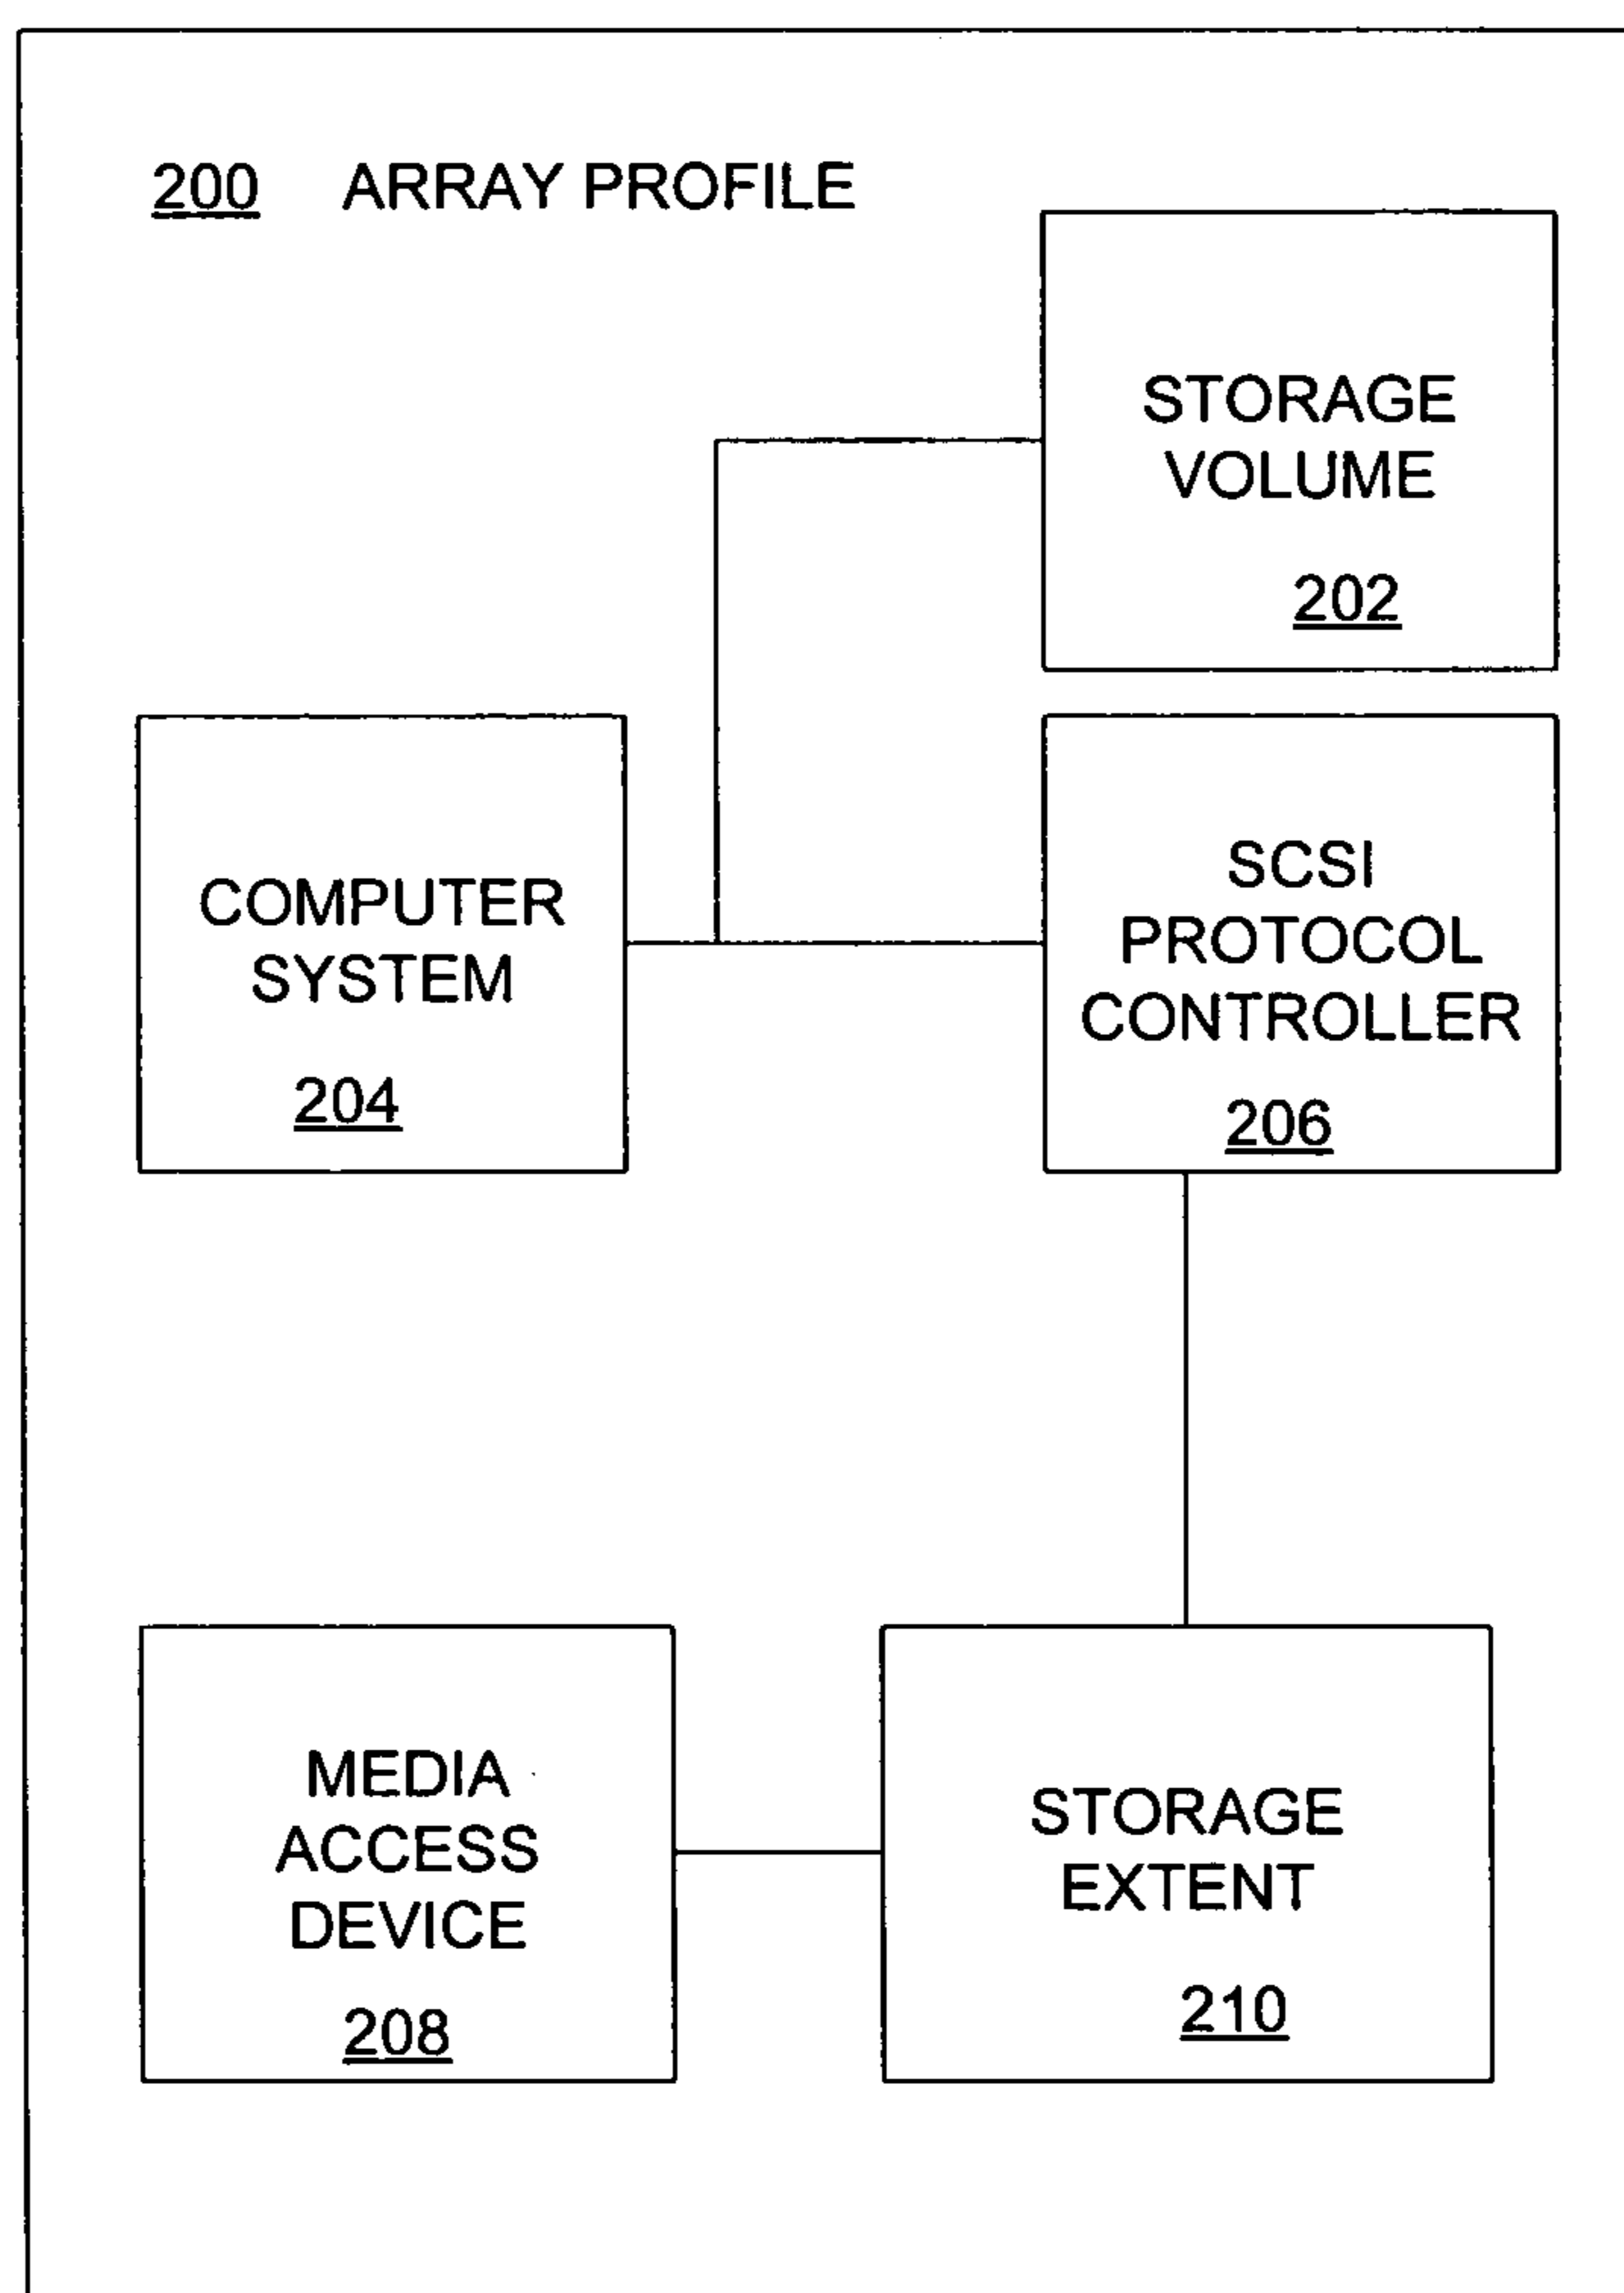 200 ARRAY PROFILE
STORAGE
VOLUME
202
COMPUTER
SYSTEM
204
SCSI
PROTOCOL
CONTROLLER
206
MEDIA
ACCESS
DEVICE
208
STORAGE
EXTENT
210